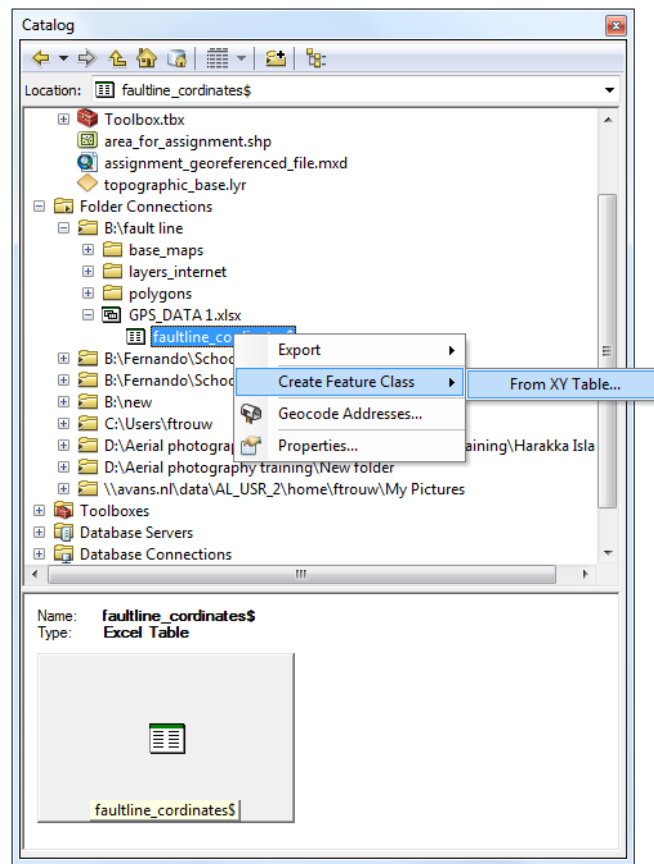 Catalog
Location: faultline_cordinates$
Toolbox.tbx
area_for_assignment.shp
assignment_georeferenced_file.mxd
topographic_base.lyr
Folder Connections
B:\fault line
base_maps
layers_internet
polygons
GPS_DATA 1.xlsx
faultline_co
Export
B:\Fernando\Schoo
Create Feature Class
From XY Table...
B:\Fernando\Schoo
B:\new
Geocode Addresses...
C:\Users\ftrouw
D:\Aerial photogra
Properties...
aining\Harakka Isla
D:\Aerial photography training\New folder
\\avans.nl\data\AL_USR_2\home\ftrouw\My Pictures
Toolboxes
Database Servers
Database Connections
Name: faultline_cordinates$
Type: Excel Table
faultline_cordinates$